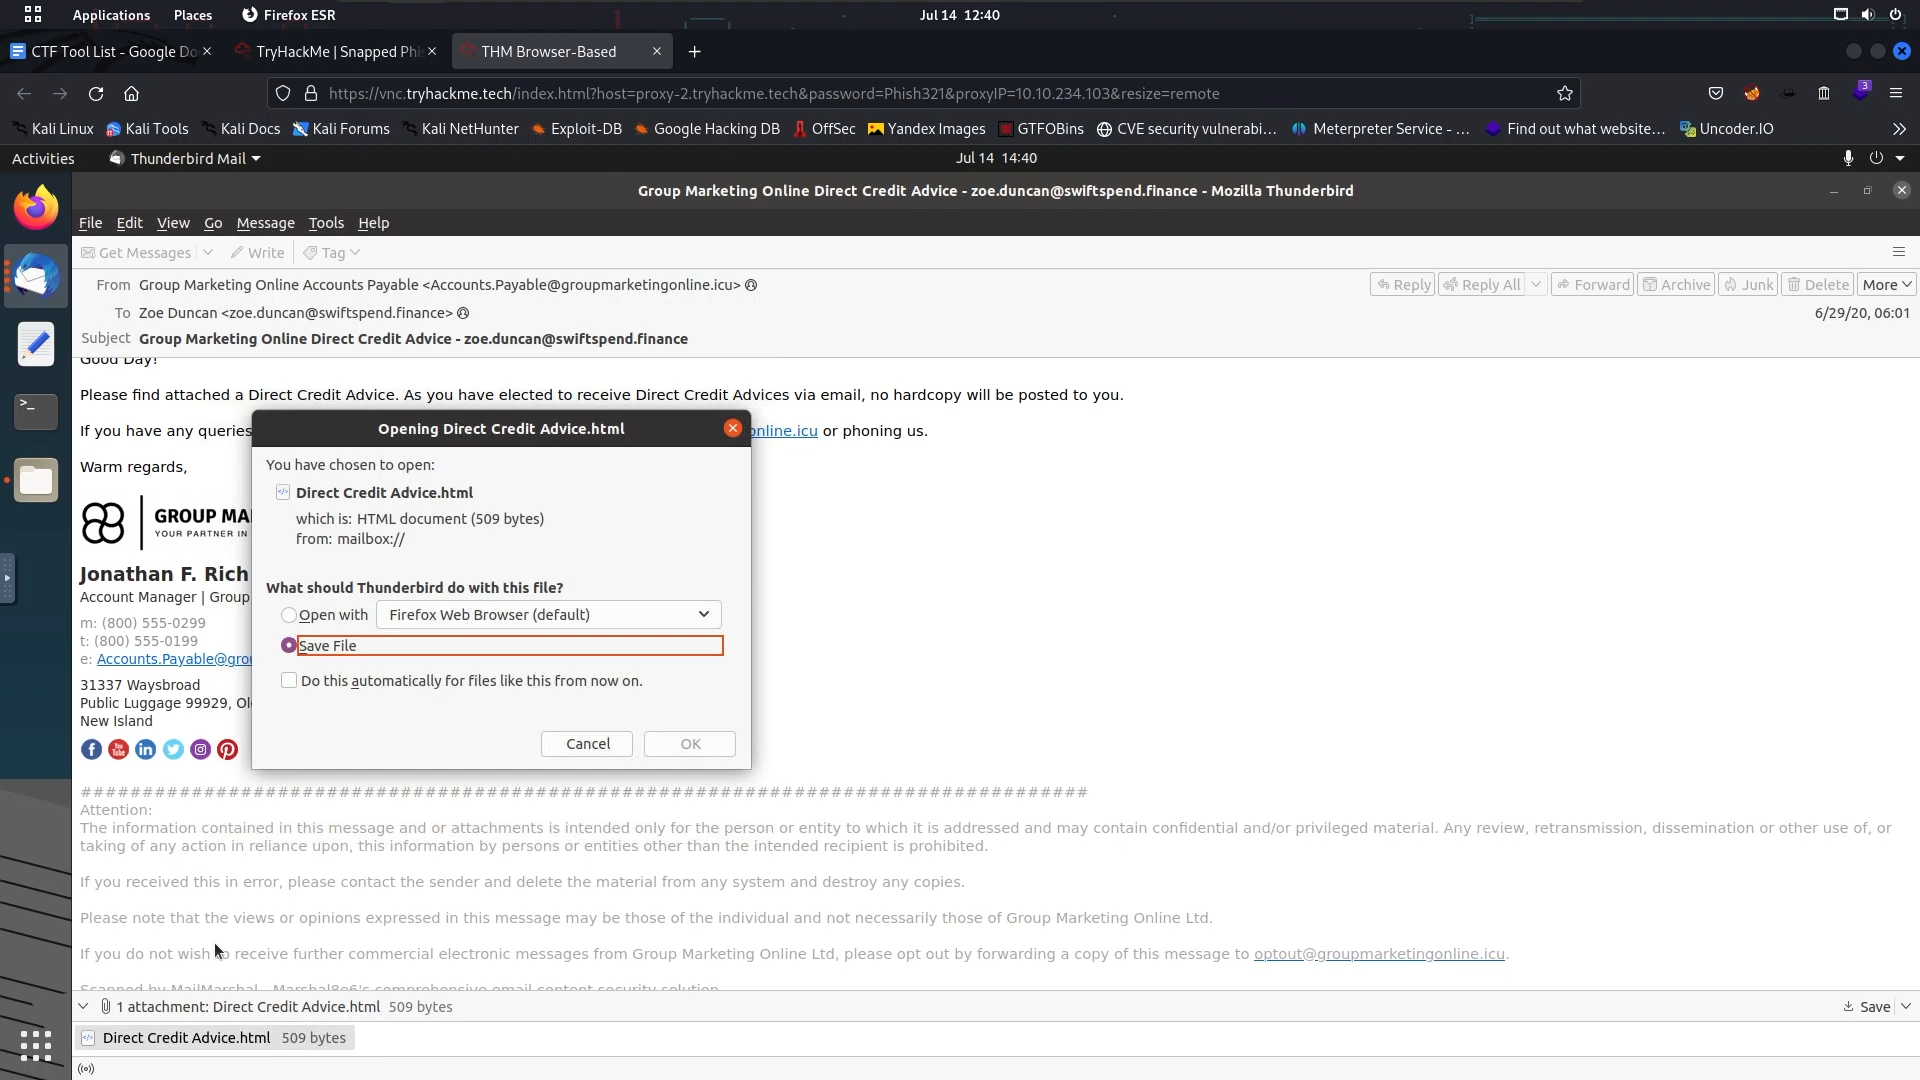 Applications Places Firefox ESR Jul 14 12:40
CTF Tool List - Google Do TryHackMe | Snapped Phi THM Browser-Based
https://vnc.tryhackme.tech/index.html?host=proxy-2.tryhackme.tech&password=Phish321&proxyIP=10.10.234.103&resize=remote 3
Kali Linux Kali Tools Kali Docs Kali Forums Kali NetHunter Exploit-DB Google Hacking DB OffSec Yandex Images GTFOBins CVE security vulnerabi… Meterpreter Service - … Find out what website… Uncoder.IO
Activities Thunderbird Mail Jul 14 14:40
Group Marketing Online Direct Credit Advice - zoe.duncan@swiftspend.finance - Mozilla Thunderbird
File Edit View Go Message Tools Help
Get Messages Write Tag
From Group Marketing Online Accounts Payable <Accounts.Payable@groupmarketingonline.icu> Reply Reply All Forward Archive Junk Delete More
To Zoe Duncan <zoe.duncan@swiftspend.finance> 6/29/20, 06:01
Subject Group Marketing Online Direct Credit Advice - zoe.duncan@swiftspend.finance
Good Day!
Please find attached a Direct Credit Advice. As you have elected to receive Direct Credit Advices via email, no hardcopy will be posted to you.
If you have any queries online.icu or phoning us.
Warm regards,
GROUP MA
YOUR PARTNER IN
Jonathan F. Rich
Account Manager | Group
m: (800) 555-0299
t: (800) 555-0199
e: Accounts.Payable@grou
31337 Waysbroad
Public Luggage 99929, Ol
New Island
Opening Direct Credit Advice.html
You have chosen to open:
Direct Credit Advice.html
which is: HTML document (509 bytes)
from: mailbox://
What should Thunderbird do with this file?
Open with Firefox Web Browser (default)
Save File
Do this automatically for files like this from now on.
Cancel OK
##################################################################################
Attention:
The information contained in this message and or attachments is intended only for the person or entity to which it is addressed and may contain confidential and/or privileged material. Any review, retransmission, dissemination or other use of, or
taking of any action in reliance upon, this information by persons or entities other than the intended recipient is prohibited.
If you received this in error, please contact the sender and delete the material from any system and destroy any copies.
Please note that the views or opinions expressed in this message may be those of the individual and not necessarily those of Group Marketing Online Ltd.
If you do not wish to receive further commercial electronic messages from Group Marketing Online Ltd, please opt out by forwarding a copy of this message to optout@groupmarketingonline.icu.
Scanned by MailMarshal - Marshal8e6's comprehensive email content security solution
1 attachment: Direct Credit Advice.html 509 bytes Save
Direct Credit Advice.html 509 bytes